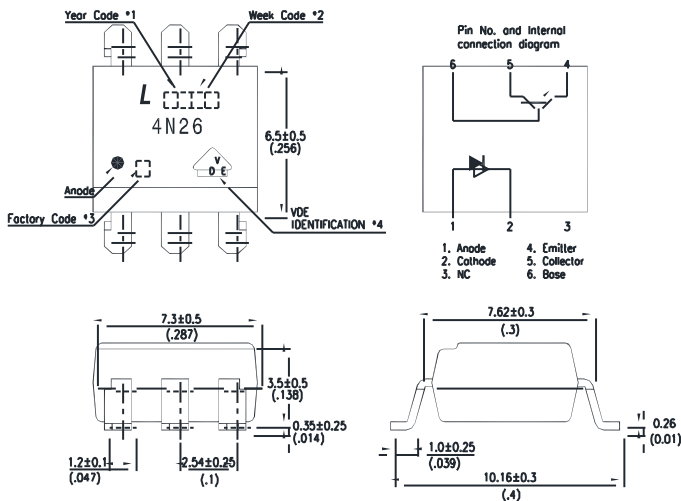 Year Code *1
Week Code *2
L
4N26
Anode
V
D E
Factory Code *3
VDE
IDENTIFICATION *4
6.5±0.5
(.256)
Pin No. and Internal
connection diagram
6 5 4
1 2 3
1. Anode
2. Cathode
3. NC
4. Emitter
5. Collector
6. Base
7.3±0.5
(.287)
3.5±0.5
(.138)
0.35±0.25
(.014)
1.2±0.1
(.047)
2.54±0.25
(.1)
7.62±0.3
(.3)
0.26
(0.01)
1.0±0.25
(.039)
10.16±0.3
(.4)